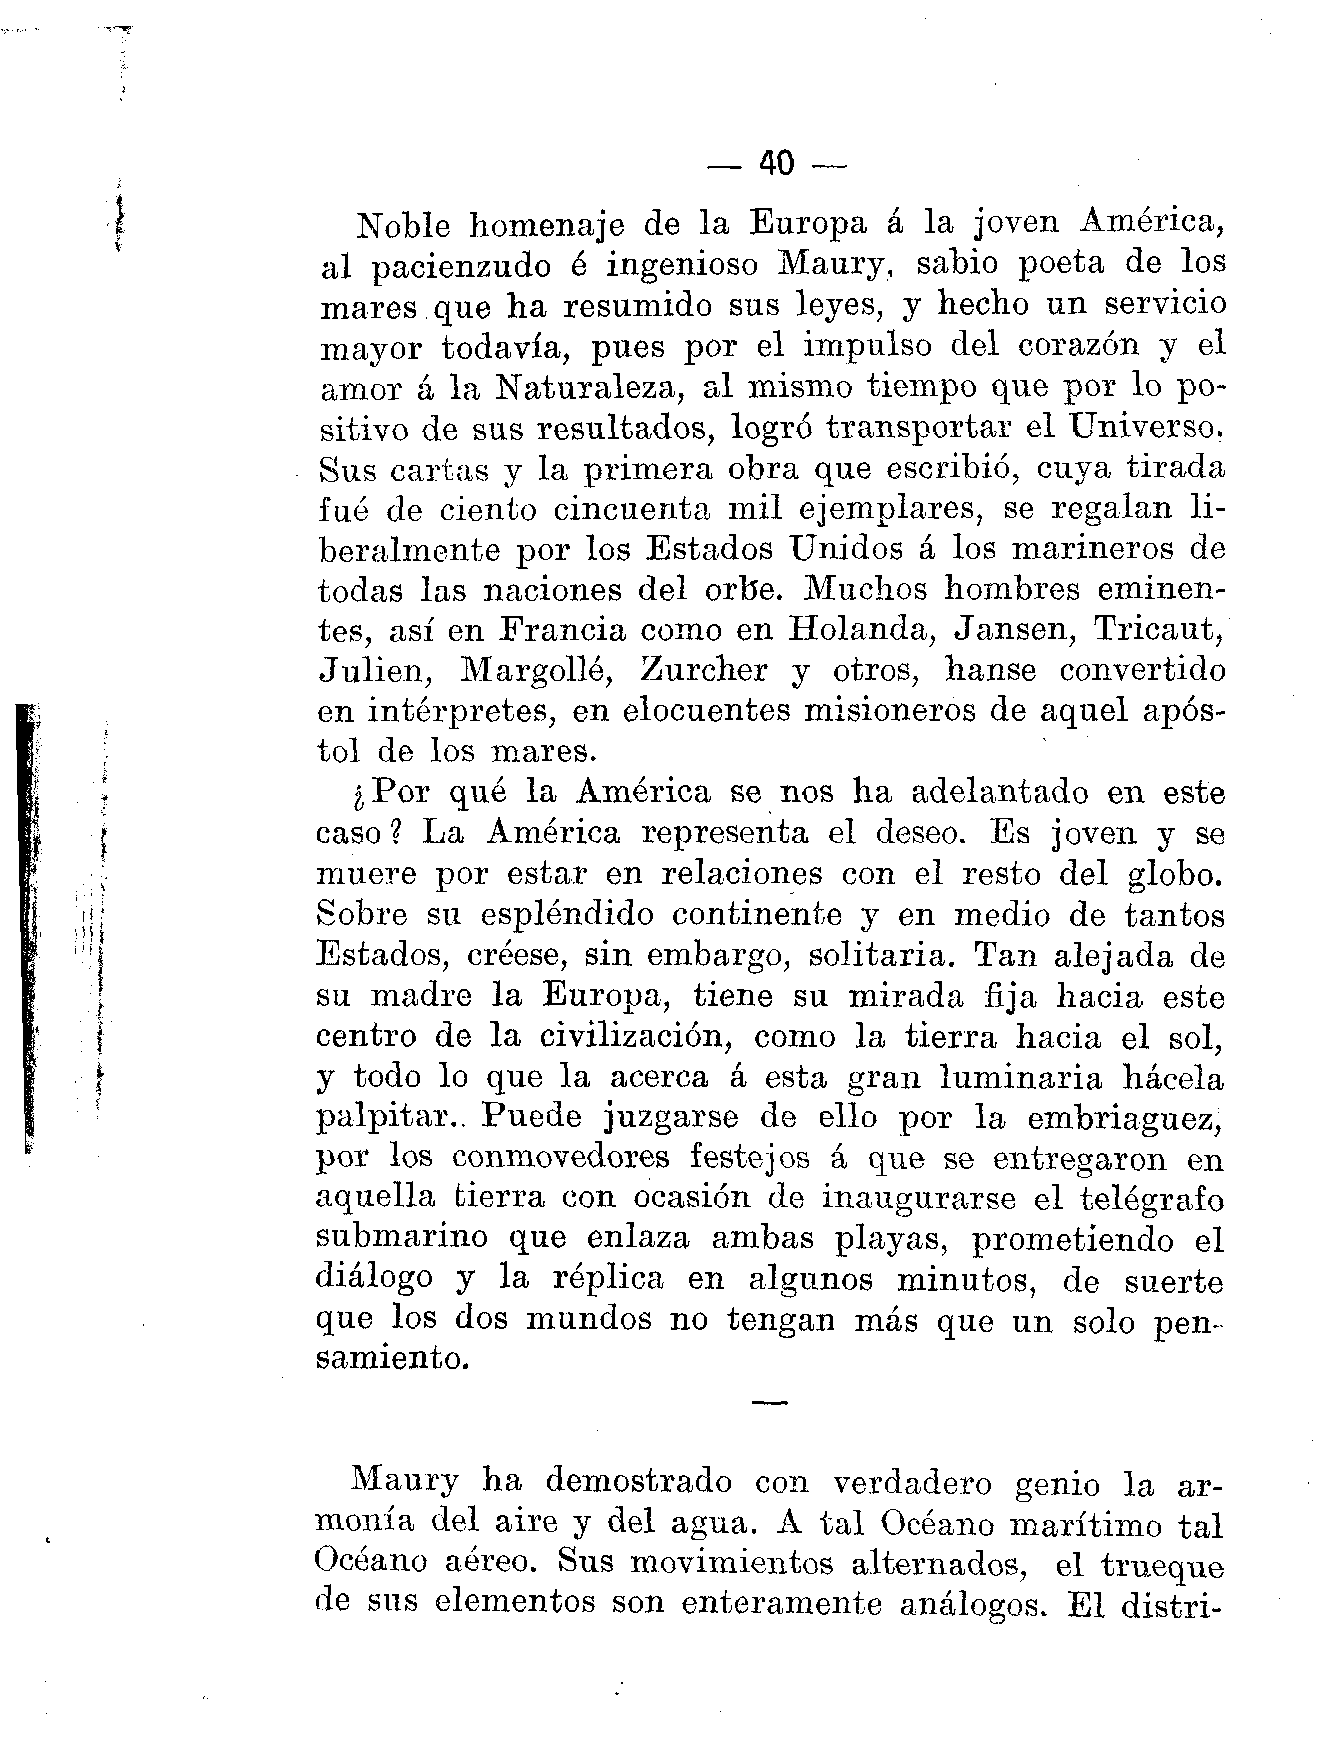 — 40 —
Noble homenaje de la Europa á la joven América,
al pacienzudo é ingenioso Maury, sabio poeta de los
mares que ha resumido sus leyes, y hecho un servicio
mayor todavía, pues por el impulso del corazón y el
amor á la Naturaleza, al mismo tiempo que por lo po-
sitivo de sus resultados, logró transportar el Universo.
Sus cartas y la primera obra que escribió, cuya tirada
fué de ciento cincuenta mil ejemplares, se regalan li-
beralmente por los Estados Unidos á los marineros de
todas las naciones del orbe. Muchos hombres eminen-
tes, así en Francia como en Holanda, Jansen, Tricaut,
Julien, Margollé, Zurcher y otros, hanse convertido
en intérpretes, en elocuentes misioneros de aquel após-
tol de los mares.
¿Por qué la América se nos ha adelantado en este
caso? La América representa el deseo. Es joven y se
muere por estar en relaciones con el resto del globo.
Sobre su espléndido continente y en medio de tantos
Estados, créese, sin embargo, solitaria. Tan alejada de
su madre la Europa, tiene su mirada fija hacia este
centro de la civilización, como la tierra hacia el sol,
y todo lo que la acerca á esta gran luminaria hácela
palpitar.. Puede juzgarse de ello por la embriaguez,
por los conmovedores festejos á que se entregaron en
aquella tierra con ocasión de inaugurarse el telégrafo
submarino que enlaza ambas playas, prometiendo el
diálogo y la réplica en algunos minutos, de suerte
que los dos mundos no tengan más que un solo pen-
samiento.
—
Maury ha demostrado con verdadero genio la ar-
monía del aire y del agua. A tal Océano marítimo tal
Océano aéreo. Sus movimientos alternados, el trueque
de sus elementos son enteramente análogos. El distri-